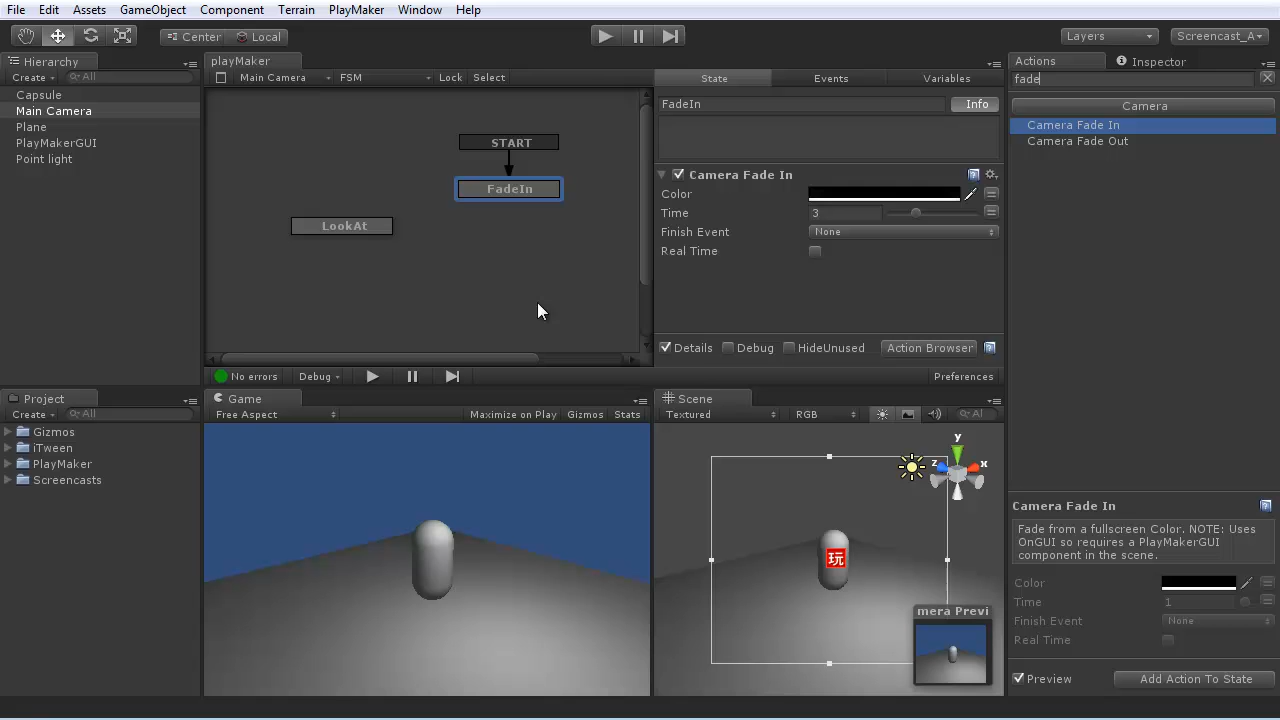 File Edit Assets GameObject Component Terrain PlayMaker Window Help
Center Local Layers Screencast_A
Hierarchy playMaker Actions Inspector
Create All Main Camera FSM Lock Select State Events Variables fade
Capsule
Main Camera
Plane
PlayMakerGUI
Point light
START
FadeIn
LookAt
FadeIn Info
Camera Fade In
Color
Time 3
Finish Event None
Real Time
Details Debug HideUnused Action Browser
No errors Debug Preferences
Camera
Camera Fade In
Camera Fade Out
Project
Create All
Gizmos
iTween
PlayMaker
Screencasts
Game
Free Aspect Maximize on Play Gizmos Stats
Scene
Textured RGB Al
y
z x
玩
mera Previ
Camera Fade In
Fade from a fullscreen Color. NOTE: Uses
OnGUI so requires a PlayMakerGUI
component in the scene.
Color
Time 1
Finish Event None
Real Time
Preview Add Action To State